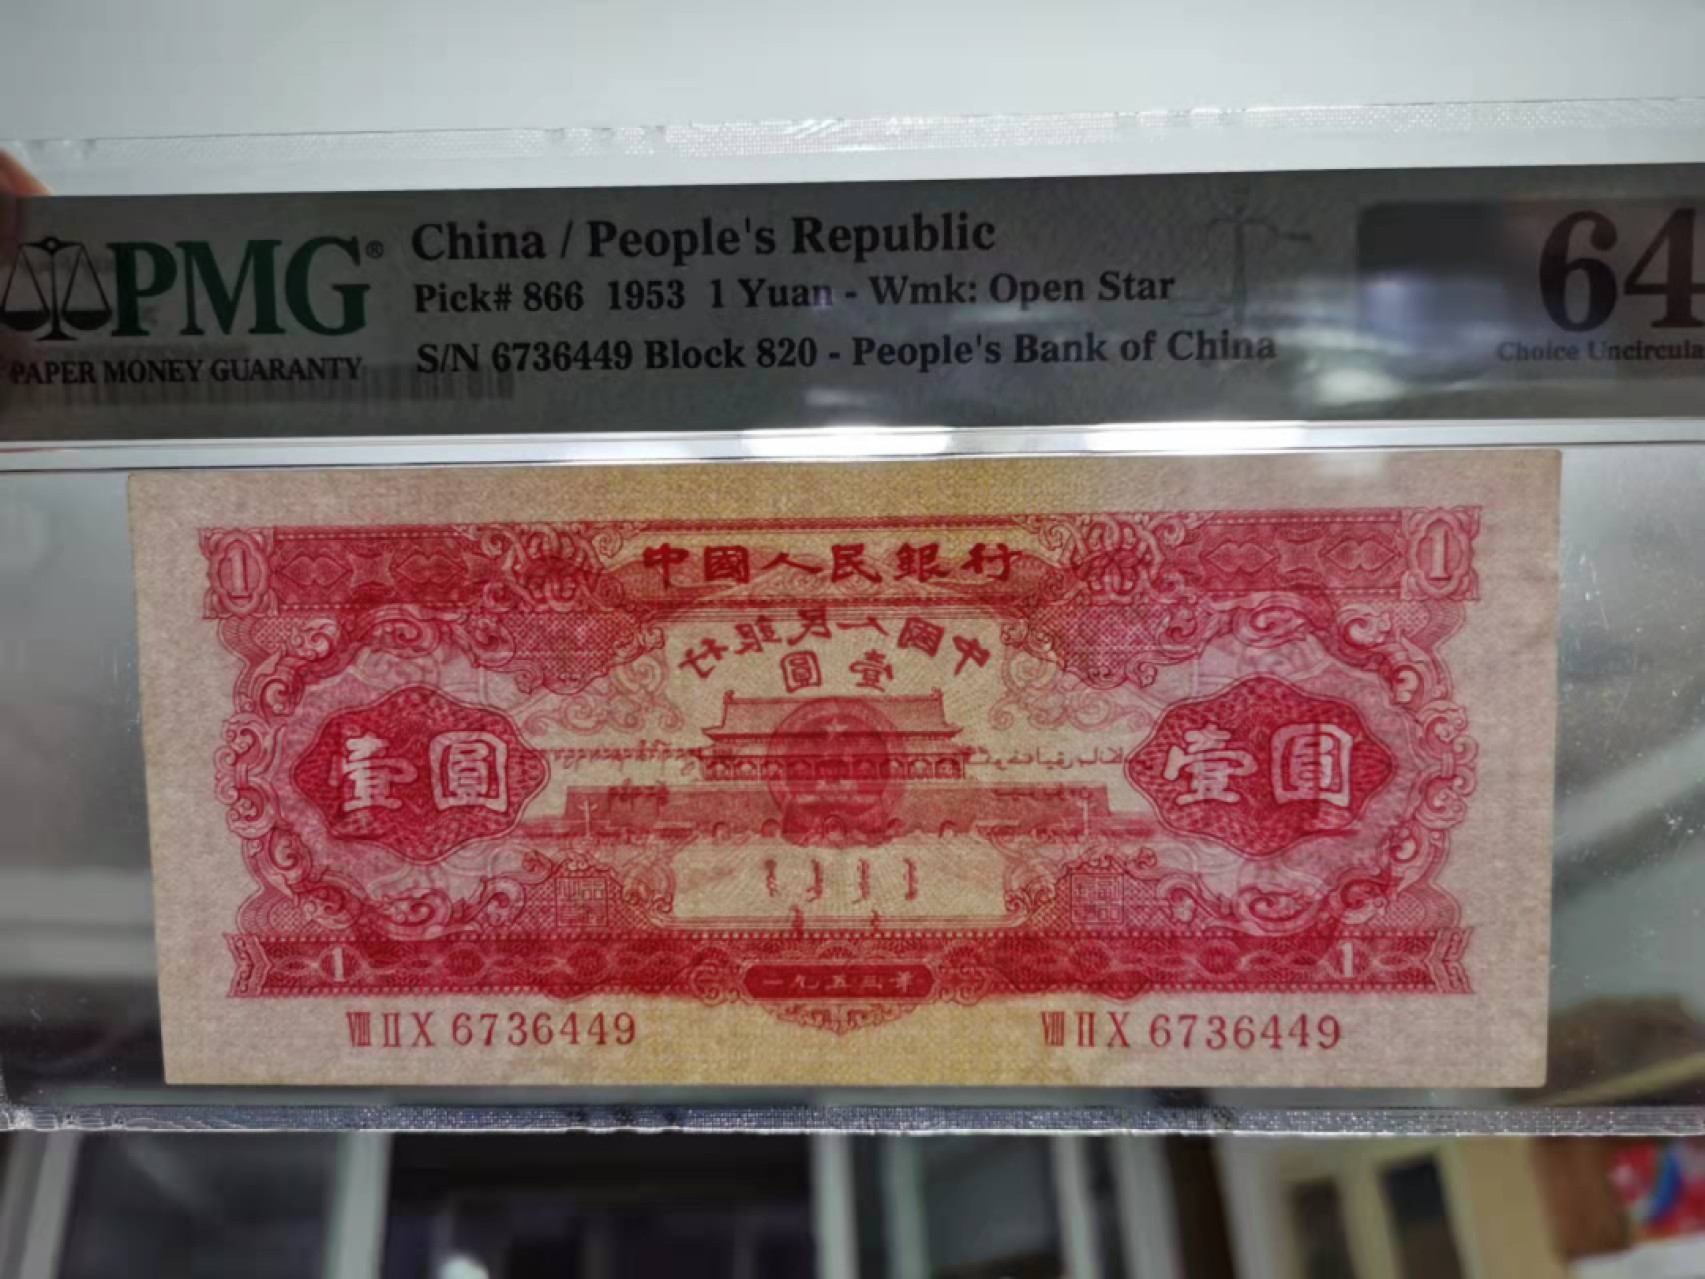 PMG®
PAPER MONEY GUARANTY
China / People's Republic
Pick# 866 1953 1 Yuan - Wmk: Open Star
S/N 6736449 Block 820 - People's Bank of China
64
Choice Uncircula
1 中國人民銀行 1
中國人民銀行
壹圓
壹圓 壹圓
1 一九五三年 1
VIII II X 6736449 VIII II X 6736449